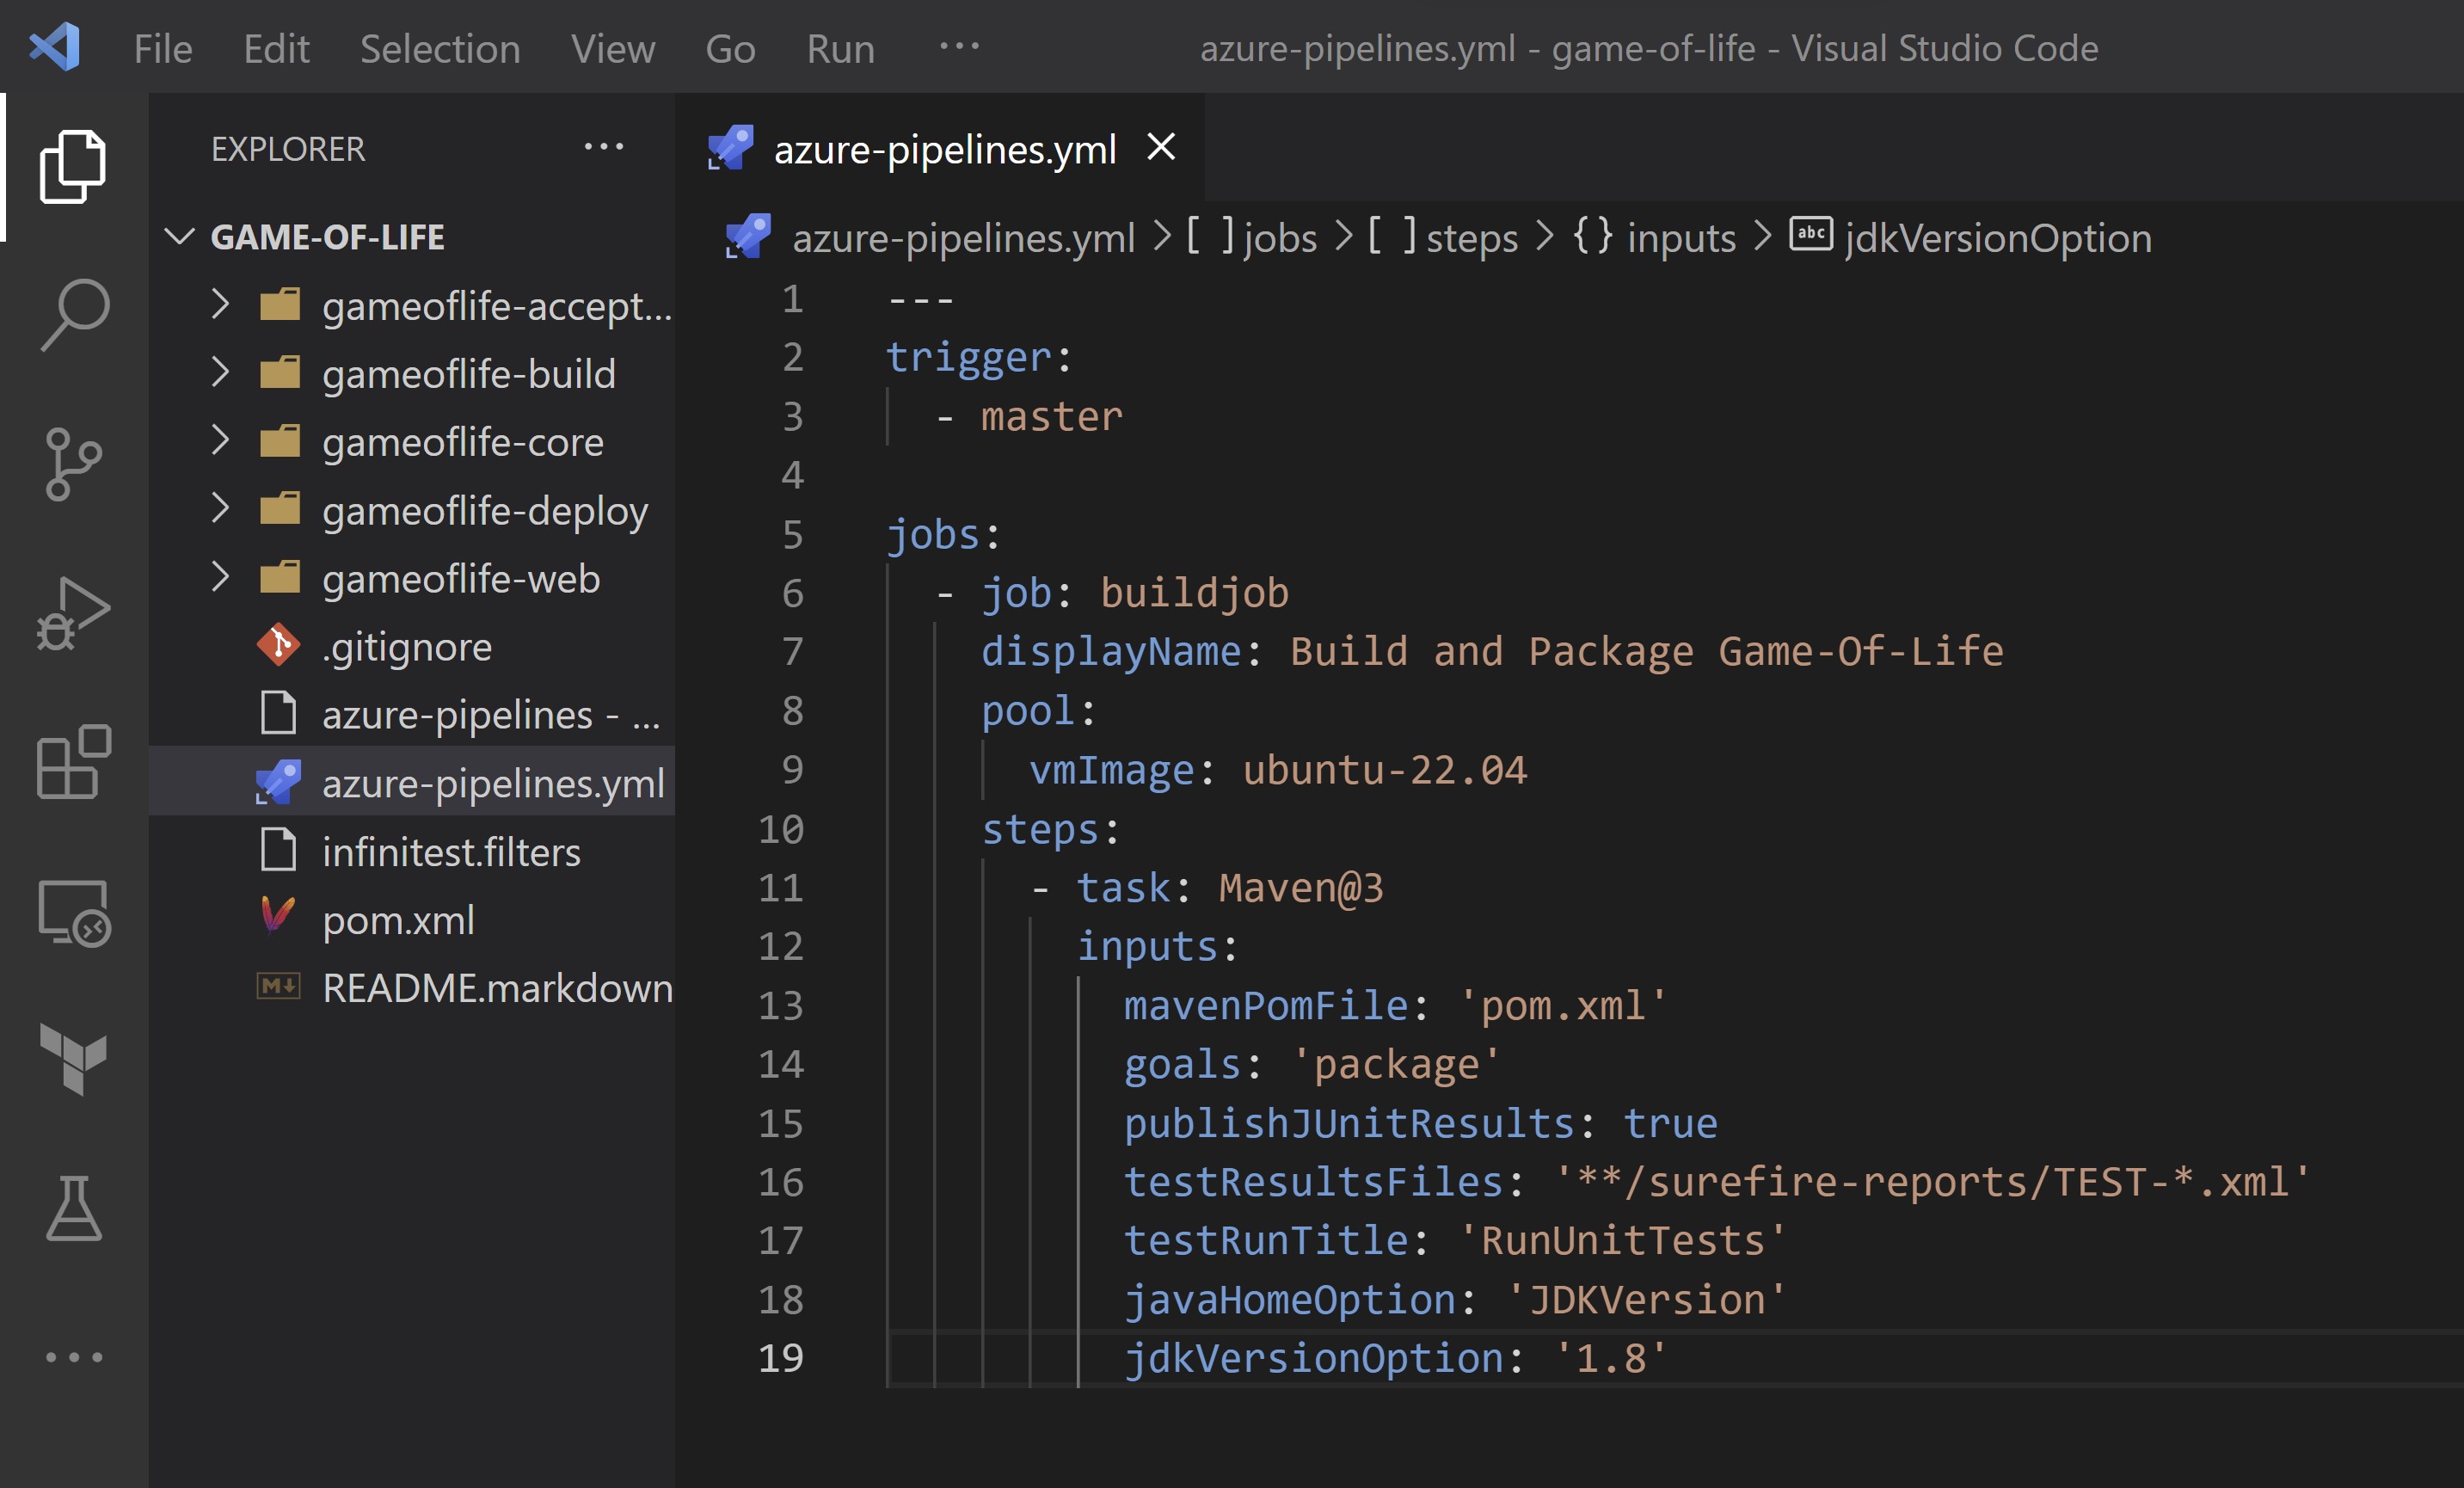 File Edit Selection View Go Run ··· azure-pipelines.yml - game-of-life - Visual Studio Code
EXPLORER ···
GAME-OF-LIFE
gameoflife-accept...
gameoflife-build
gameoflife-core
gameoflife-deploy
gameoflife-web
.gitignore
azure-pipelines - ...
azure-pipelines.yml
infinitest.filters
pom.xml
README.markdown
azure-pipelines.yml
azure-pipelines.yml > [ ] jobs > [ ] steps > {} inputs > abc jdkVersionOption
1 ---
2 trigger:
3   - master
4
5 jobs:
6   - job: buildjob
7     displayName: Build and Package Game-Of-Life
8     pool:
9       vmImage: ubuntu-22.04
10     steps:
11       - task: Maven@3
12         inputs:
13           mavenPomFile: 'pom.xml'
14           goals: 'package'
15           publishJUnitResults: true
16           testResultsFiles: '**/surefire-reports/TEST-*.xml'
17           testRunTitle: 'RunUnitTests'
18           javaHomeOption: 'JDKVersion'
19           jdkVersionOption: '1.8'